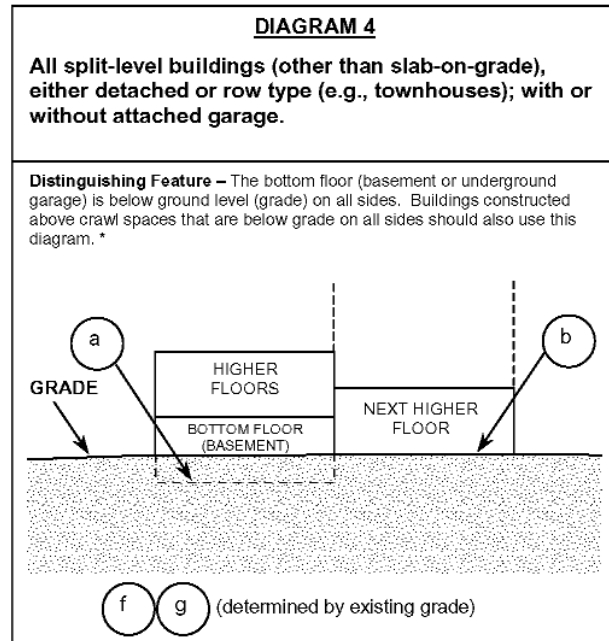 DIAGRAM 4
All split-level buildings (other than slab-on-grade),
either detached or row type (e.g., townhouses); with or
without attached garage.
Distinguishing Feature – The bottom floor (basement or underground
garage) is below ground level (grade) on all sides.  Buildings constructed
above crawl spaces that are below grade on all sides should also use this
diagram. *
a
b
HIGHER
FLOORS
GRADE
NEXT HIGHER
FLOOR
BOTTOM FLOOR
(BASEMENT)
f g (determined by existing grade)